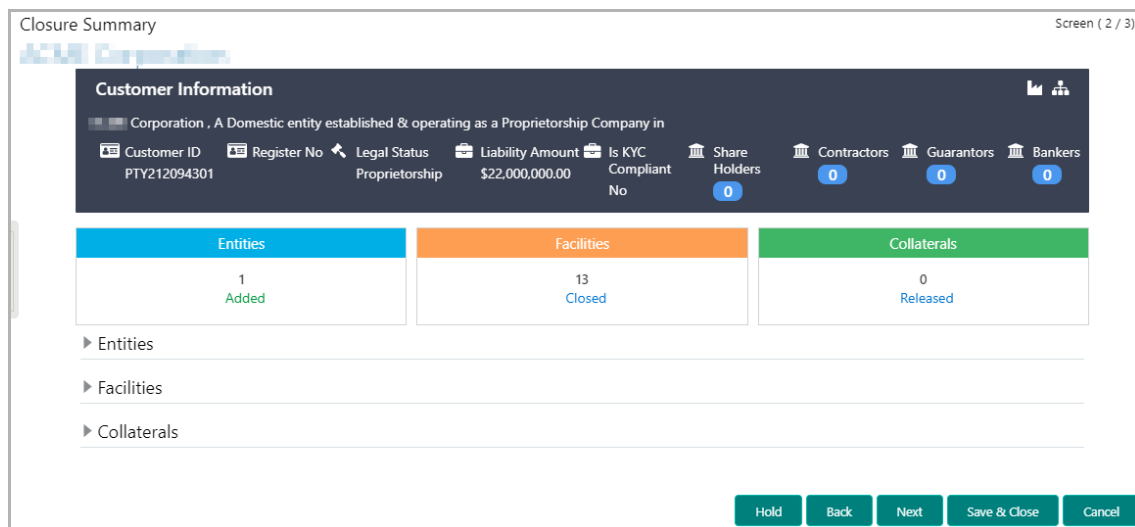 Closure Summary
Screen ( 2 / 3)
Corporation
Customer Information
Corporation , A Domestic entity established & operating as a Proprietorship Company in
Customer ID
PTY212094301
Register No
Legal Status
Proprietorship
Liability Amount
$22,000,000.00
Is KYC
Compliant
No
Share
Holders
0
Contractors
0
Guarantors
0
Bankers
0
Entities
1
Added
Facilities
13
Closed
Collaterals
0
Released
Entities
Facilities
Collaterals
Hold
Back
Next
Save & Close
Cancel